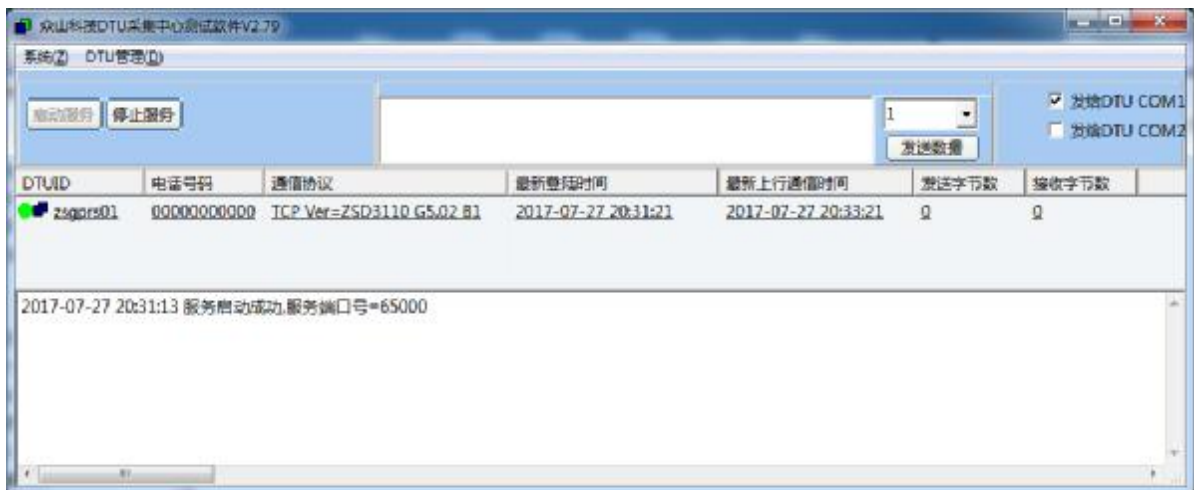 众山科技DTU采集中心测试软件V2.79
系统(Z) DTU管理(D)
启动服务 停止服务
1
发送数据
发给DTU COM1
发给DTU COM2
DTUID 电话号码 通信协议 最新登陆时间 最新上行通信时间 发送字节数 接收字节数
zsgprs01 00000000000 TCP Ver=ZSD3110 G5.02 B1 2017-07-27 20:31:21 2017-07-27 20:33:21 0 0
2017-07-27 20:31:13 服务启动成功,服务端口号=65000